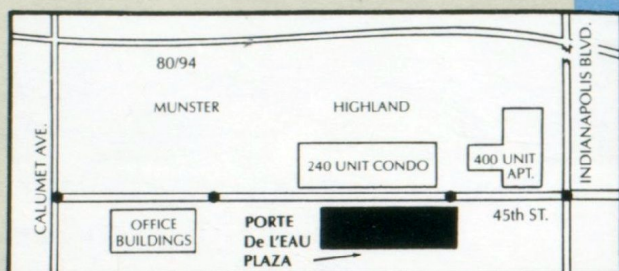 80/94
MUNSTER
HIGHLAND
CALUMET AVE.
INDIANAPOLIS BLVD.
240 UNIT CONDO
400 UNIT
APT.
45th ST.
OFFICE
BUILDINGS
PORTE
De L'EAU
PLAZA